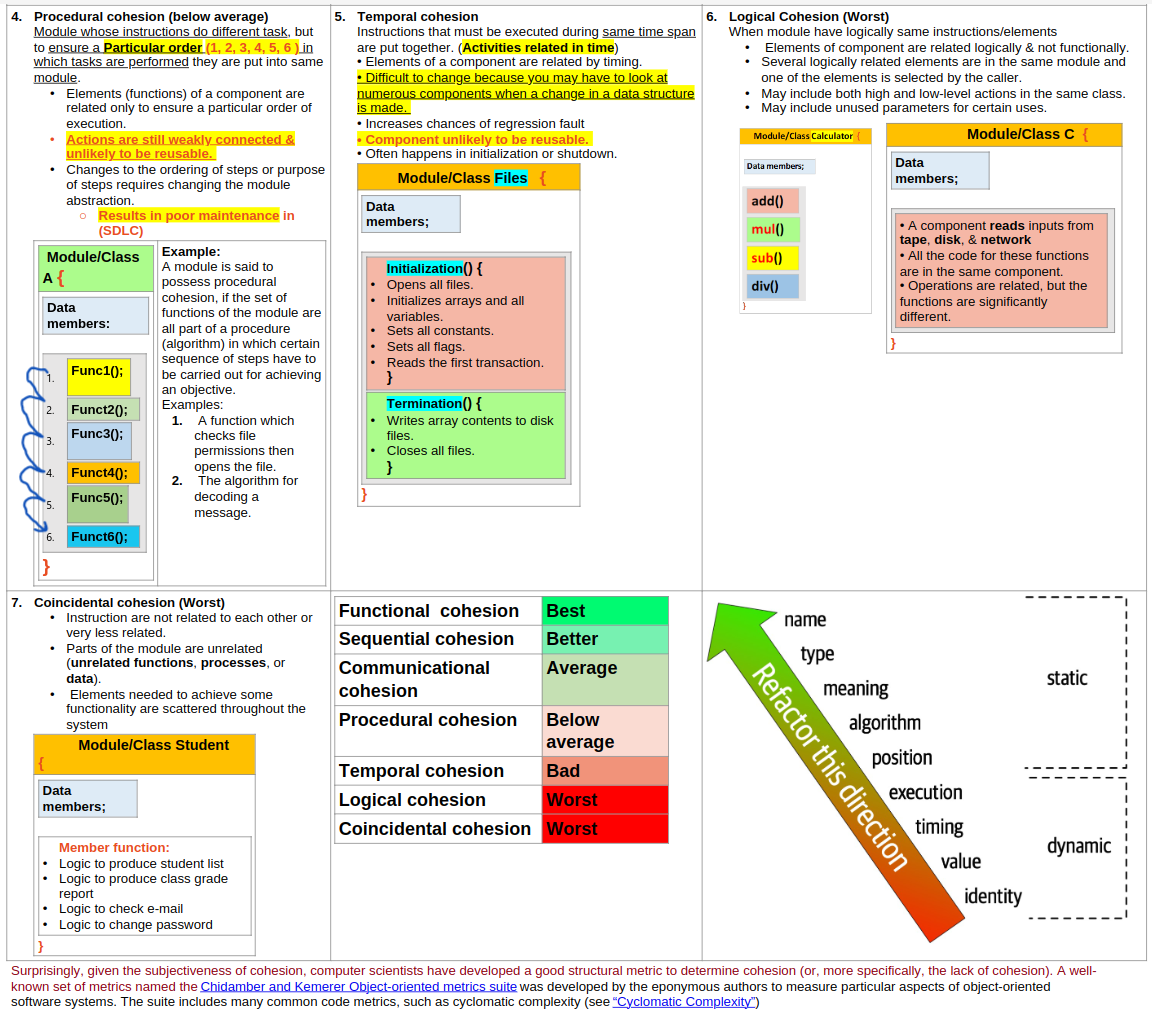 4. Procedural cohesion (below average)
Module whose instructions do different task, but
to ensure a Particular order (1, 2, 3, 4, 5, 6 ) in
which tasks are performed they are put into same
module.
• Elements (functions) of a component are
related only to ensure a particular order of
execution.
• Actions are still weakly connected &
unlikely to be reusable.
• Changes to the ordering of steps or purpose
of steps requires changing the module
abstraction.
○ Results in poor maintenance in
(SDLC)
Module/Class
A {
Data
members:
1. Func1();
2. Funct2();
3. Func3();
4. Funct4();
5. Func5();
6. Funct6();
}
Example:
A module is said to
possess procedural
cohesion, if the set of
functions of the module are
all part of a procedure
(algorithm) in which certain
sequence of steps have to
be carried out for achieving
an objective.
Examples:
1. A function which
checks file
permissions then
opens the file.
2. The algorithm for
decoding a
message.
5. Temporal cohesion
Instructions that must be executed during same time span
are put together. (Activities related in time)
• Elements of a component are related by timing.
• Difficult to change because you may have to look at
numerous components when a change in a data structure
is made.
• Increases chances of regression fault
• Component unlikely to be reusable.
• Often happens in initialization or shutdown.
Module/Class Files {
Data
members;
Initialization() {
• Opens all files.
• Initializes arrays and all
variables.
• Sets all constants.
• Sets all flags.
• Reads the first transaction.
}
Termination() {
• Writes array contents to disk
files.
• Closes all files.
}
}
6. Logical Cohesion (Worst)
When module have logically same instructions/elements
• Elements of component are related logically & not functionally.
• Several logically related elements are in the same module and
one of the elements is selected by the caller.
• May include both high and low-level actions in the same class.
• May include unused parameters for certain uses.
Module/Class Calculator {
Data members;
add()
mul()
sub()
div()
}
Module/Class C {
Data
members;
• A component reads inputs from
tape, disk, & network
• All the code for these functions
are in the same component.
• Operations are related, but the
functions are significantly
different.
}
7. Coincidental cohesion (Worst)
• Instruction are not related to each other or
very less related.
• Parts of the module are unrelated
(unrelated functions, processes, or
data).
• Elements needed to achieve some
functionality are scattered throughout the
system
Module/Class Student
{
Data
members;
Member function:
• Logic to produce student list
• Logic to produce class grade
report
• Logic to check e-mail
• Logic to change password
}
Functional cohesion Best
Sequential cohesion Better
Communicational Average
cohesion
Procedural cohesion Below
average
Temporal cohesion Bad
Logical cohesion Worst
Coincidental cohesion Worst
Refactor this direction
name
type
meaning
algorithm
position
execution
timing
value
identity
static
dynamic
Surprisingly, given the subjectiveness of cohesion, computer scientists have developed a good structural metric to determine cohesion (or, more specifically, the lack of cohesion). A well-
known set of metrics named the Chidamber and Kemerer Object-oriented metrics suite was developed by the eponymous authors to measure particular aspects of object-oriented
software systems. The suite includes many common code metrics, such as cyclomatic complexity (see “Cyclomatic Complexity”)